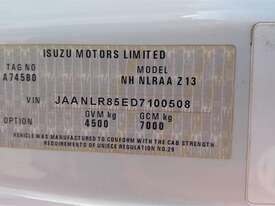 ISUZU MOTORS LIMITED
TAG NO MODEL
A74580 NH NLRAA Z13
VIN JAANLR85ED7100508
OPTION GVM kg GCM kg
4500 7000
VEHICLE WAS MANUFACTURED TO CONFORM WITH THE CAB STRENGTH
REQUIREMENTS OF UN/ECE REGULATION NO.29